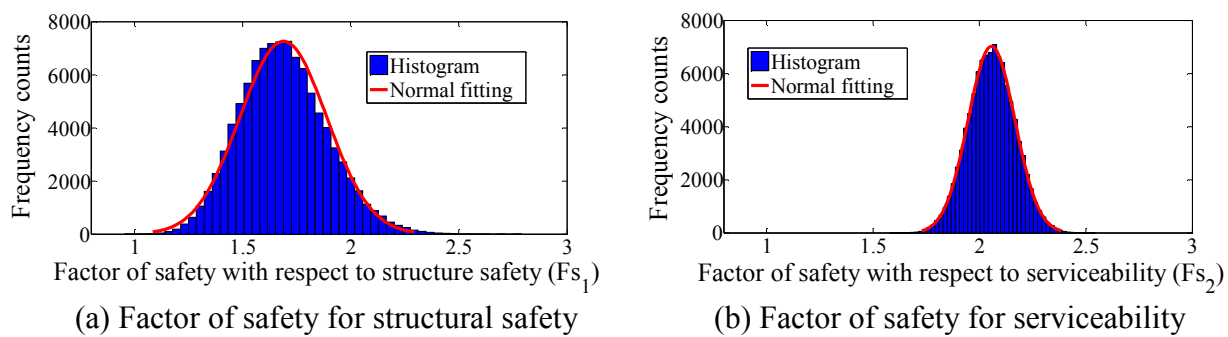 8000
6000
4000
2000
0
Frequency counts
Histogram
Normal fitting
1
1.5
2
2.5
3
Factor of safety with respect to structure safety (Fs1)
(a) Factor of safety for structural safety
8000
6000
4000
2000
0
Frequency counts
Histogram
Normal fitting
1
1.5
2
2.5
3
Factor of safety with respect to serviceability (Fs2)
(b) Factor of safety for serviceability